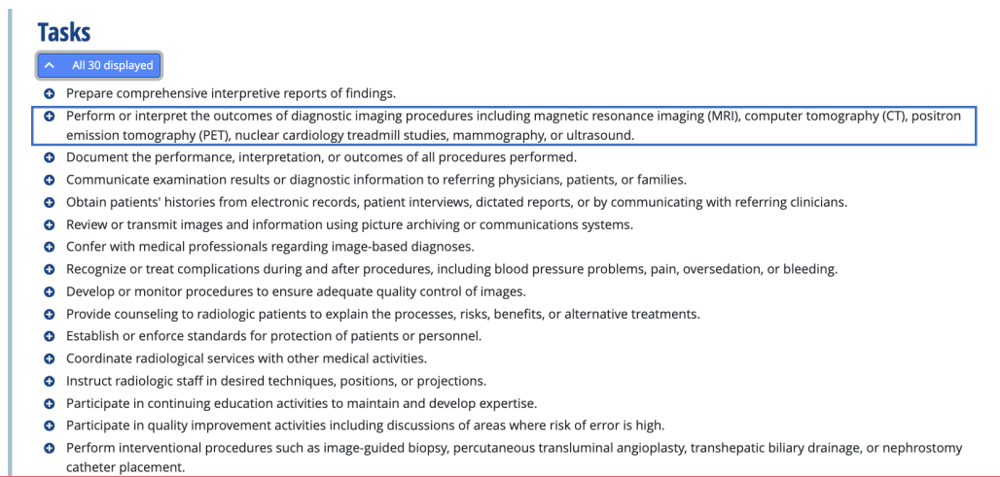 Tasks
All 30 displayed
Prepare comprehensive interpretive reports of findings.
Perform or interpret the outcomes of diagnostic imaging procedures including magnetic resonance imaging (MRI), computer tomography (CT), positron
emission tomography (PET), nuclear cardiology treadmill studies, mammography, or ultrasound.
Document the performance, interpretation, or outcomes of all procedures performed.
Communicate examination results or diagnostic information to referring physicians, patients, or families.
Obtain patients' histories from electronic records, patient interviews, dictated reports, or by communicating with referring clinicians.
Review or transmit images and information using picture archiving or communications systems.
Confer with medical professionals regarding image-based diagnoses.
Recognize or treat complications during and after procedures, including blood pressure problems, pain, oversedation, or bleeding.
Develop or monitor procedures to ensure adequate quality control of images.
Provide counseling to radiologic patients to explain the processes, risks, benefits, or alternative treatments.
Establish or enforce standards for protection of patients or personnel.
Coordinate radiological services with other medical activities.
Instruct radiologic staff in desired techniques, positions, or projections.
Participate in continuing education activities to maintain and develop expertise.
Participate in quality improvement activities including discussions of areas where risk of error is high.
Perform interventional procedures such as image-guided biopsy, percutaneous transluminal angioplasty, transhepatic biliary drainage, or nephrostomy
catheter placement.